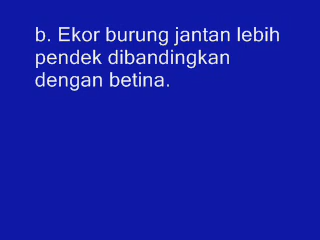 b. Ekor burung jantan lebih
pendek dibandingkan
dengan betina.